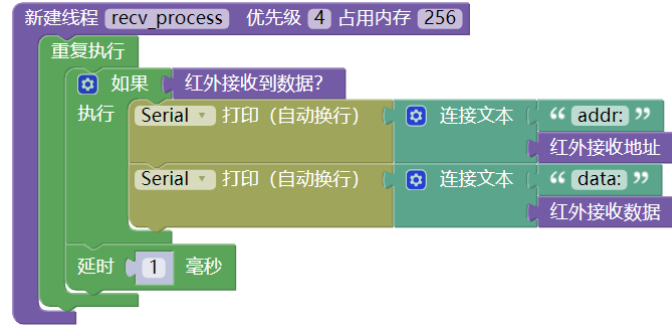 新建线程 recv_process 优先级 4 占用内存 256
重复执行
如果 红外接收到数据?
执行 Serial 打印（自动换行） 连接文本 “ addr: ”
红外接收地址
Serial 打印（自动换行） 连接文本 “ data: ”
红外接收数据
延时 1 毫秒